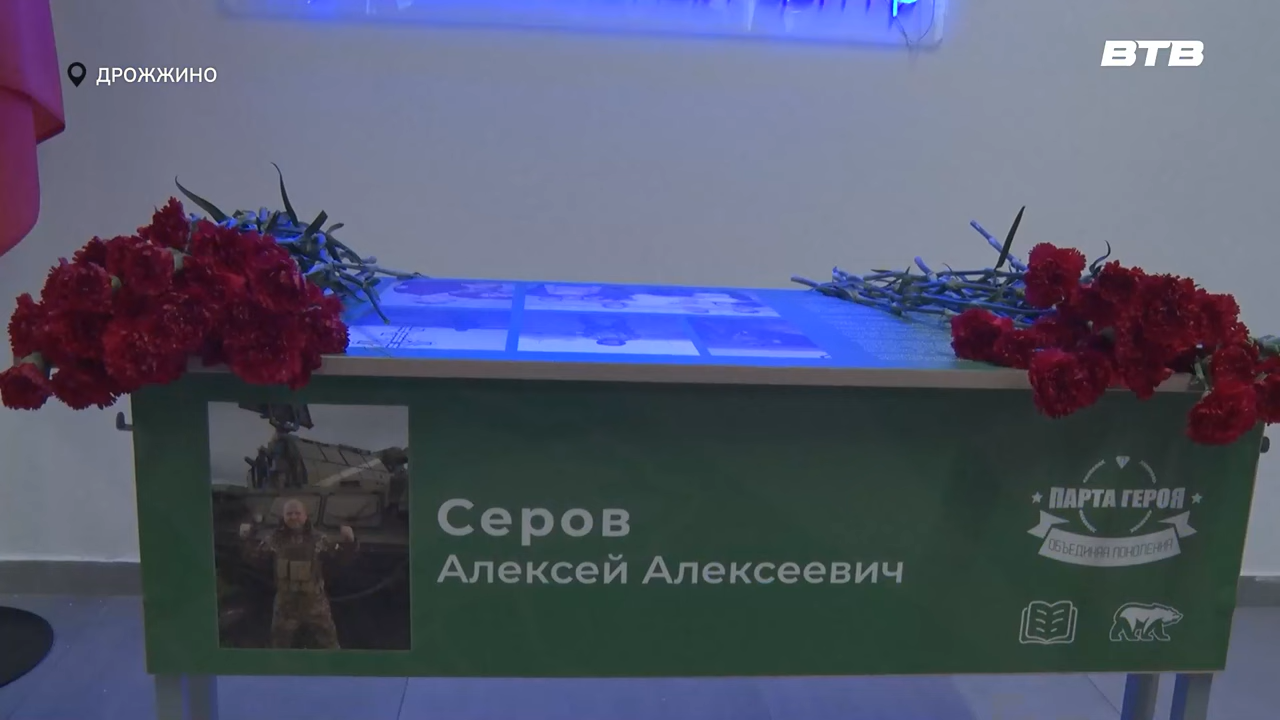 ДРОЖЖИНО
ВТВ
Серов
Алексей Алексеевич
ПАРТА ГЕРОЯ
ОБЪЕДИНЯЯ ПОКОЛЕНИЯ